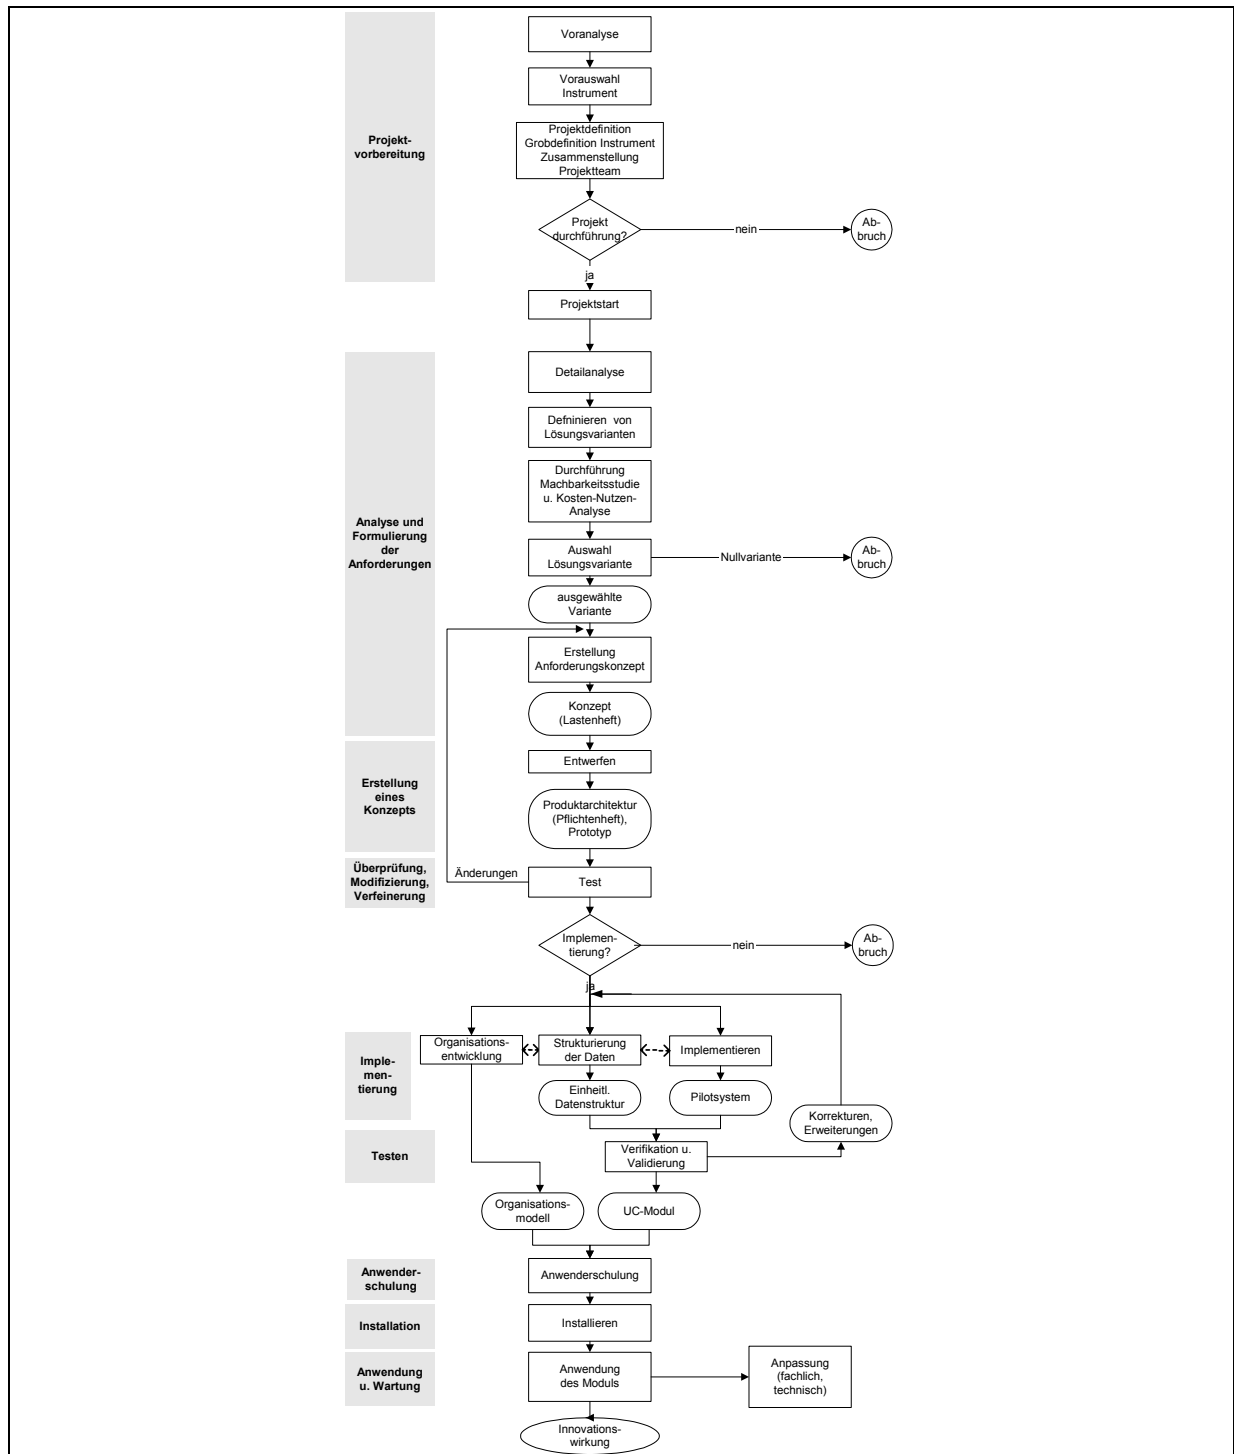 Voranalyse
Vorauswahl
Instrument
Projekt-
vorbereitung
Projektdefinition
Grobdefinition Instrument
Zusammenstellung
Projektteam
Projekt
durchführung?
nein
Ab-
bruch
ja
Projektstart
Detailanalyse
Defninieren von
Lösungsvarianten
Durchführung
Machbarkeitsstudie
u. Kosten-Nutzen-
Analyse
Analyse und
Formulierung
der
Anforderungen
Auswahl
Lösungsvariante
Nullvariante
Ab-
bruch
ausgewählte
Variante
Erstellung
Anforderungskonzept
Konzept
(Lastenheft)
Entwerfen
Erstellung
eines
Konzepts
Produktarchitektur
(Pflichtenheft),
Prototyp
Überprüfung,
Modifizierung,
Verfeinerung
Änderungen
Test
Implemen-
tierung?
nein
Ab-
bruch
ja
Imple-
men-
tierung
Organisations-
entwicklung
Strukturierung
der Daten
Implementieren
Einheitl.
Datenstruktur
Pilotsystem
Korrekturen,
Erweiterungen
Testen
Verifikation u.
Validierung
Organisations-
modell
UC-Modul
Anwender-
schulung
Anwenderschulung
Installation
Installieren
Anwendung
u. Wartung
Anwendung
des Moduls
Anpassung
(fachlich,
technisch)
Innovations-
wirkung